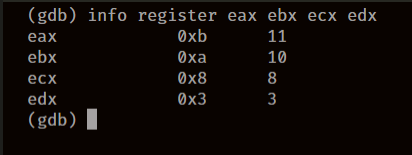 (gdb) info register eax ebx ecx edx
eax            0xb      11
ebx            0xa      10
ecx            0x8      8
edx            0x3      3
(gdb)